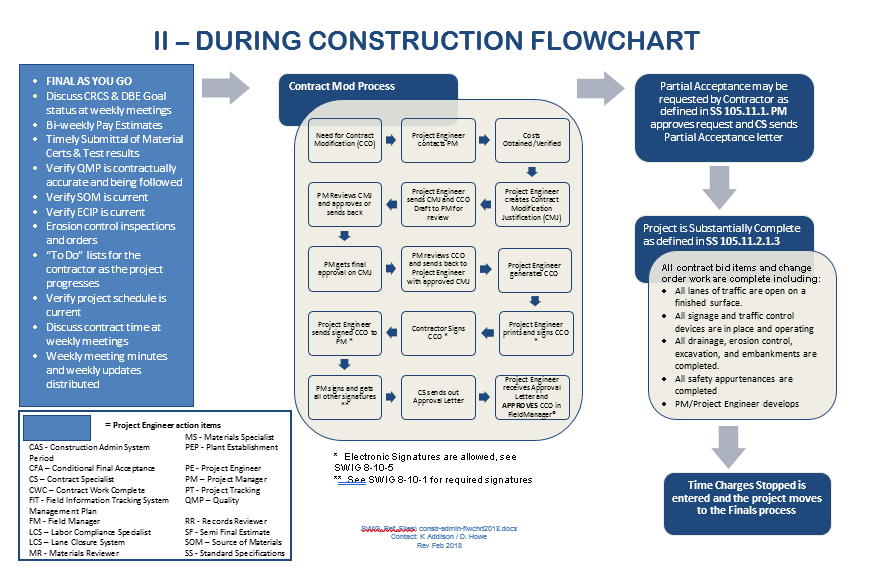 II – DURING CONSTRUCTION FLOWCHART
• FINAL AS YOU GO
• Discuss CRCS & DBE Goal
status at weekly meetings
• Bi-weekly Pay Estimates
• Timely Submittal of Material
Certs & Test results
• Verify QMP is contractually
accurate and being followed
• Verify SOM is current
• Verify ECIP is current
• Erosion control inspections
and orders
• “To Do” lists for the
contractor as the project
progresses
• Verify project schedule is
current
• Discuss contract time at
weekly meetings
• Weekly meeting minutes
and weekly updates
distributed
Contract Mod Process
Need for Contract
Modification (CCO)
Project Engineer
contacts PM
Costs
Obtained/Verified
Project Engineer
creates Contract
Modification
Justification (CMJ)
Project Engineer
sends CMJ and CCO
Draft to PM for
review
PM Reviews CMJ
and approves or
sends back
PM gets final
approval on CMJ
PM reviews CCO
and sends back to
Project Engineer
with approved CMJ
Project Engineer
generates CCO
Project Engineer
prints and signs CCO
*
Contractor Signs
CCO *
Project Engineer
sends signed CCO to
PM *
PM signs and gets
all other signatures
**
CS sends out
Approval Letter
Project Engineer
receives Approval
Letter and
APPROVES CCO in
FieldManager*
* Electronic Signatures are allowed, see
SWIG 8-10-5
** See SWIG 8-10-1 for required signatures
Partial Acceptance may be
requested by Contractor as
defined in SS 105.11.1. PM
approves request and CS sends
Partial Acceptance letter
Project is Substantially Complete
as defined in SS 105.11.2.1.3
All contract bid items and change
order work are complete including:
• All lanes of traffic are open on a
finished surface.
• All signage and traffic control
devices are in place and operating
• All drainage, erosion control,
excavation, and embankments are
completed.
• All safety appurtenances are
completed
• PM/Project Engineer develops
Time Charges Stopped is
entered and the project moves
to the Finals process
= Project Engineer action items
MS - Materials Specialist
CAS - Construction Admin System PEP - Plant Establishment
Period
CFA – Conditional Final Acceptance PE - Project Engineer
CS – Contract Specialist PM – Project Manager
CWC – Contract Work Complete PT - Project Tracking
FIT - Field Information Tracking System QMP – Quality
Management Plan
FM - Field Manager RR - Records Reviewer
LCS – Labor Compliance Specialist SF - Semi Final Estimate
LCS – Lane Closure System SOM – Source of Materials
MR - Materials Reviewer SS - Standard Specifications
SWIG_Ref_Files\ constr-admin-flwchrt2018.docx
Contact: K Addison / D. Howe
Rev Feb 2018